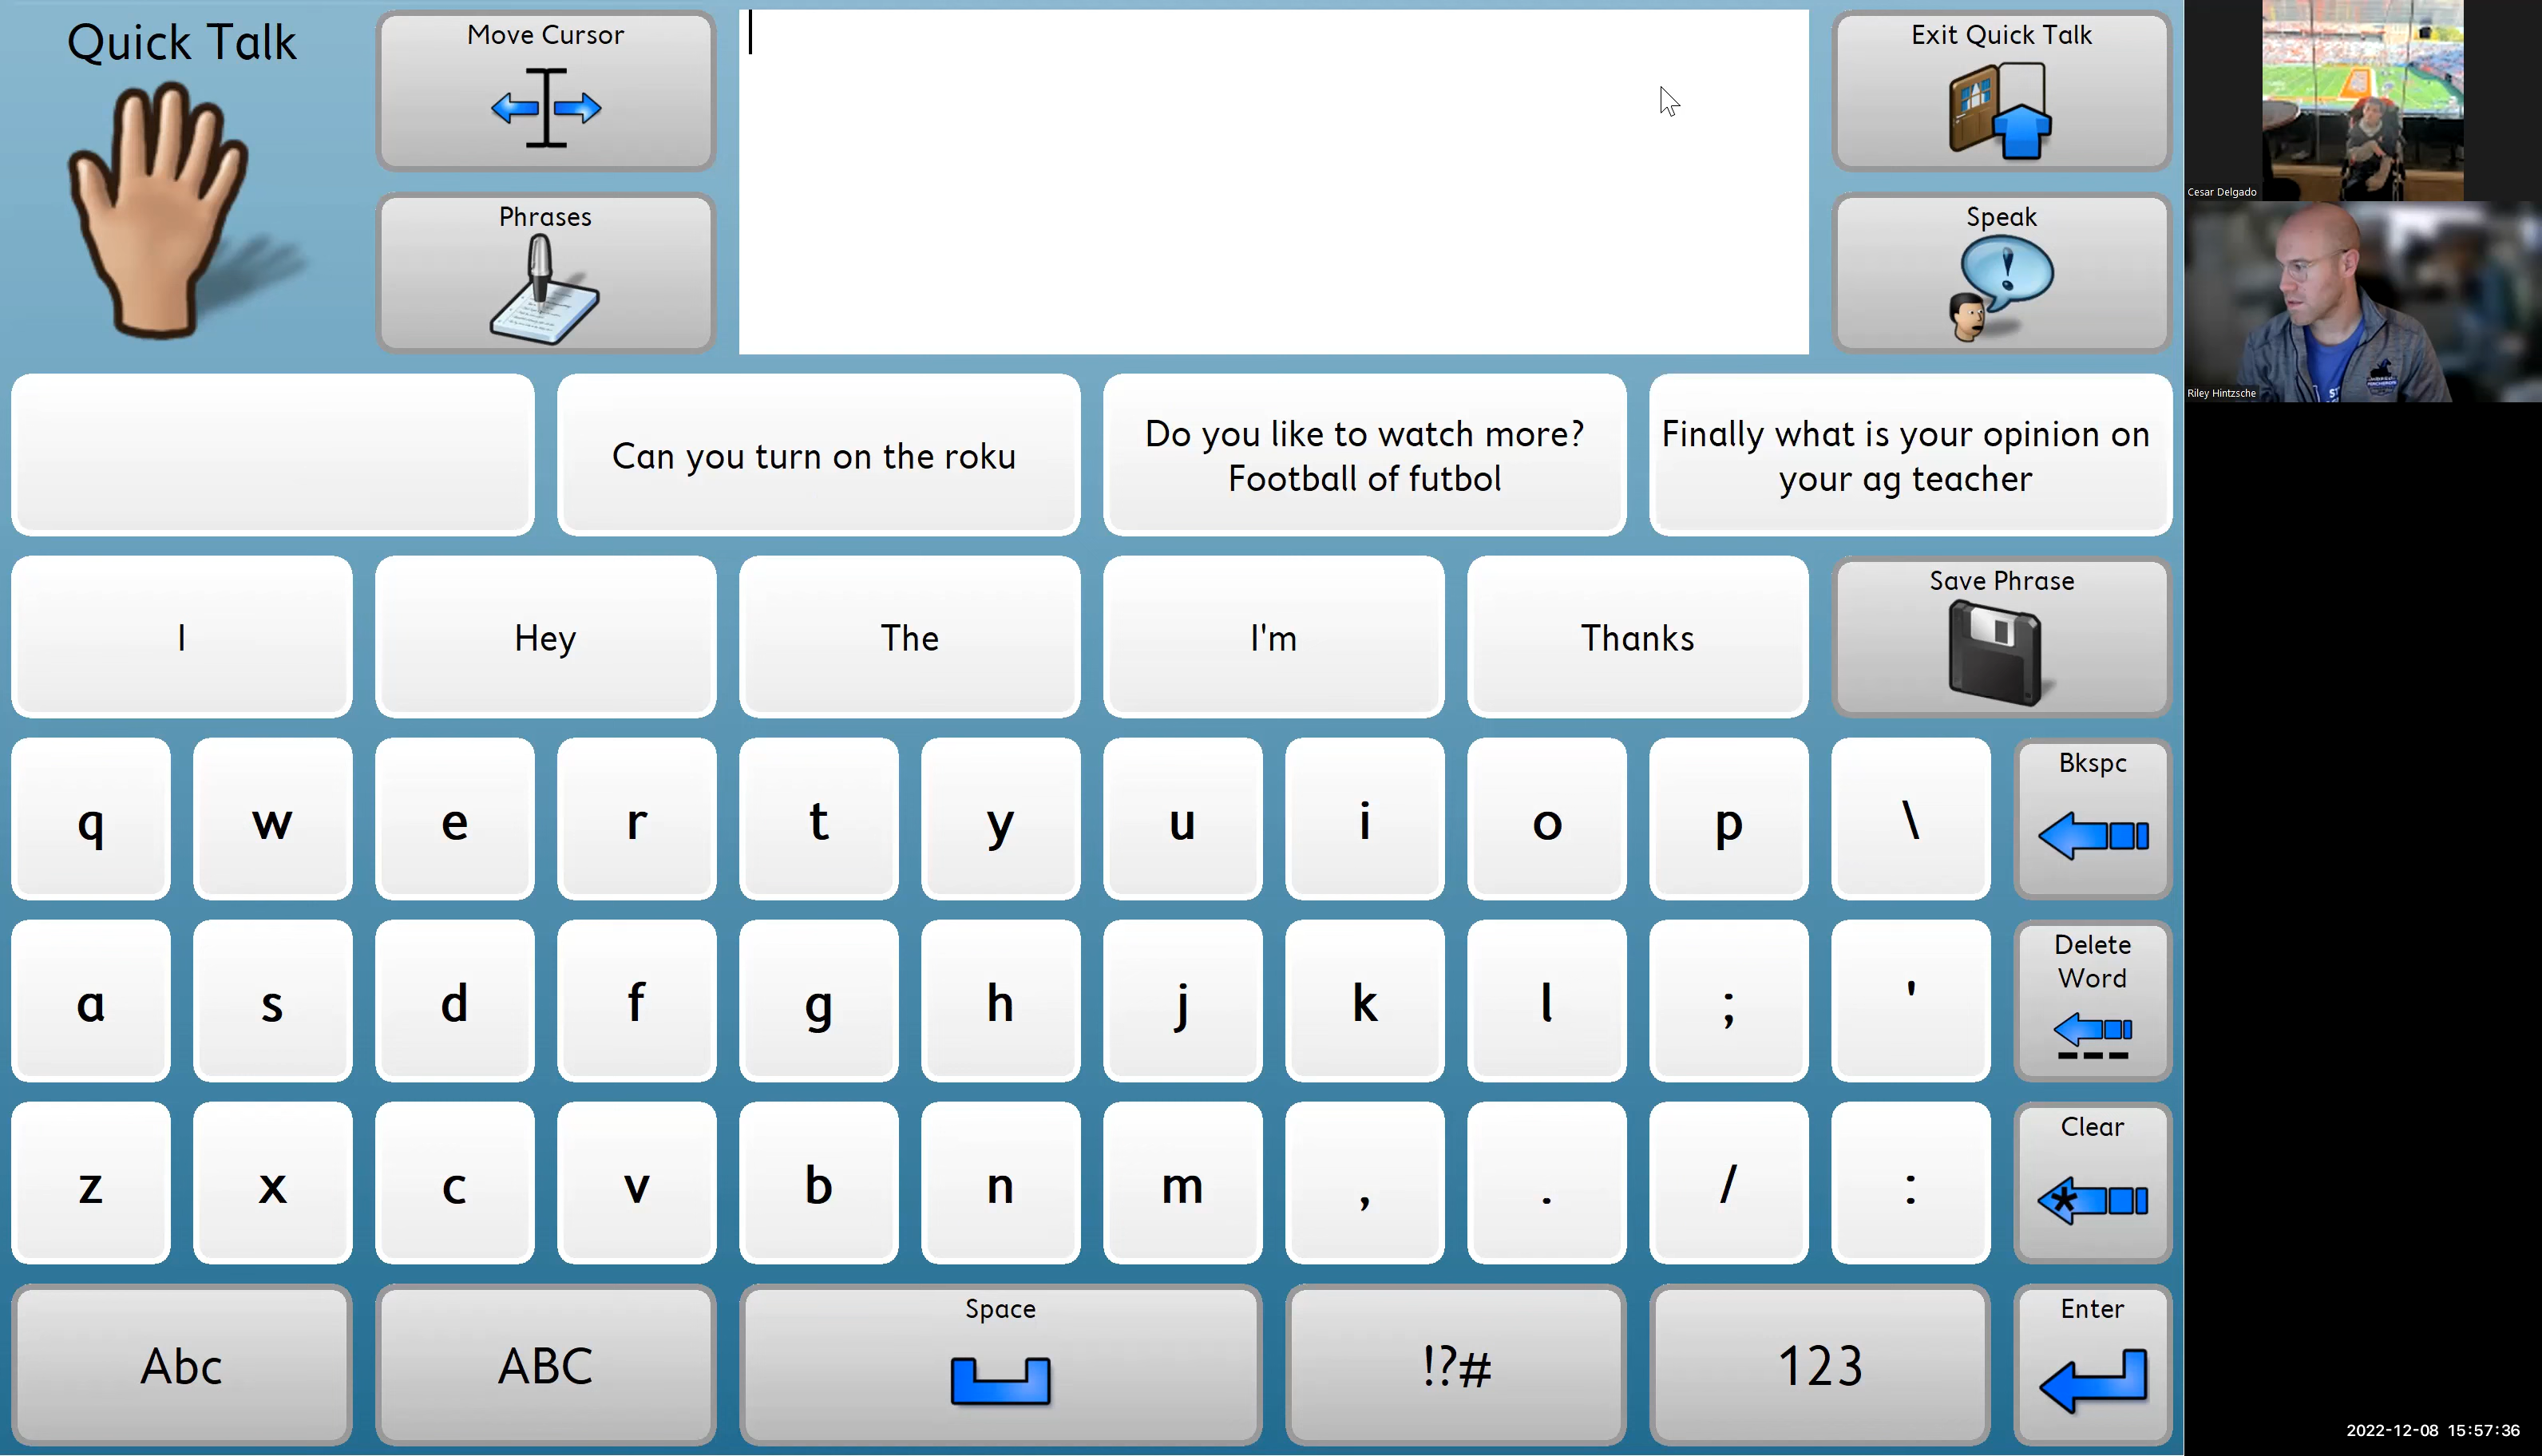 Quick Talk
Move Cursor
Exit Quick Talk
Phrases
Speak
Cesar Delgado
Riley Hintzsche
Can you turn on the roku
Do you like to watch more?
Football of futbol
Finally what is your opinion on
your ag teacher
I
Hey
The
I'm
Thanks
Save Phrase
q w e r t y u i o p \
Bkspc
a s d f g h j k l ; '
Delete
Word
z x c v b n m , . / :
Clear
Abc
ABC
Space
!?#
123
Enter
2022-12-08 15:57:36